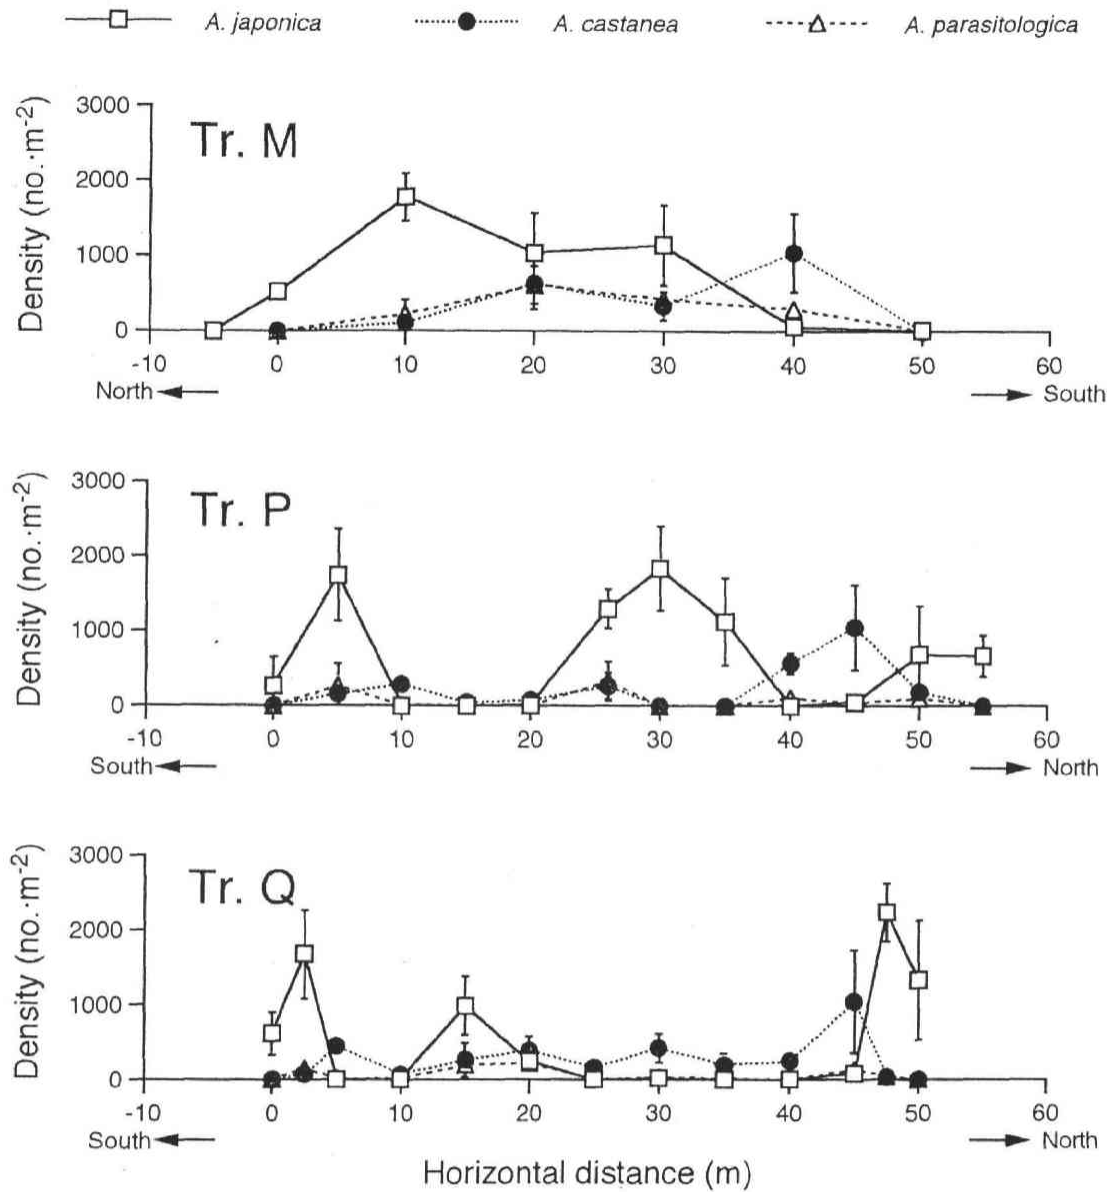 A. japonica A. castanea A. parasitologica
Tr. M
Density (no.·m-2)
3000
2000
1000
0
-10 0 10 20 30 40 50 60
North South
Tr. P
Density (no.·m-2)
3000
2000
1000
0
-10 0 10 20 30 40 50 60
South North
Tr. Q
Density (no.·m-2)
3000
2000
1000
0
-10 0 10 20 30 40 50 60
South North
Horizontal distance (m)